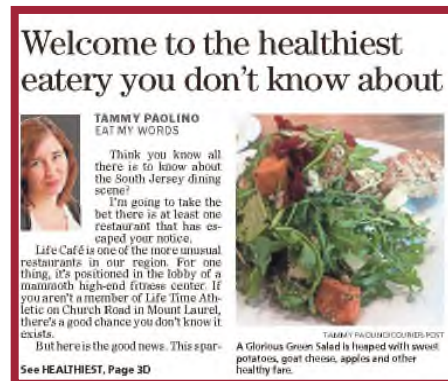 Welcome to the healthiest
eatery you don't know about
TAMMY PAOLINO
EAT MY WORDS
Think you know all
there is to know about
the South Jersey dining
scene?
I'm going to take the
bet there is at least one
restaurant that has es-
caped your notice.
Life Café is one of the more unusual
restaurants in our region. For one
thing, it's positioned in the lobby of a
mammoth high-end fitness center. If
you aren't a member of Life Time Ath-
letic on Church Road in Mount Laurel,
there's a good chance you don't know it
exists.
But here is the good news. This spar-
See HEALTHIEST, Page 3D
TAMMY PAOLINO/COURIER-POST
A Glorious Green Salad is heaped with sweet
potatoes, goat cheese, apples and other
healthy fare.